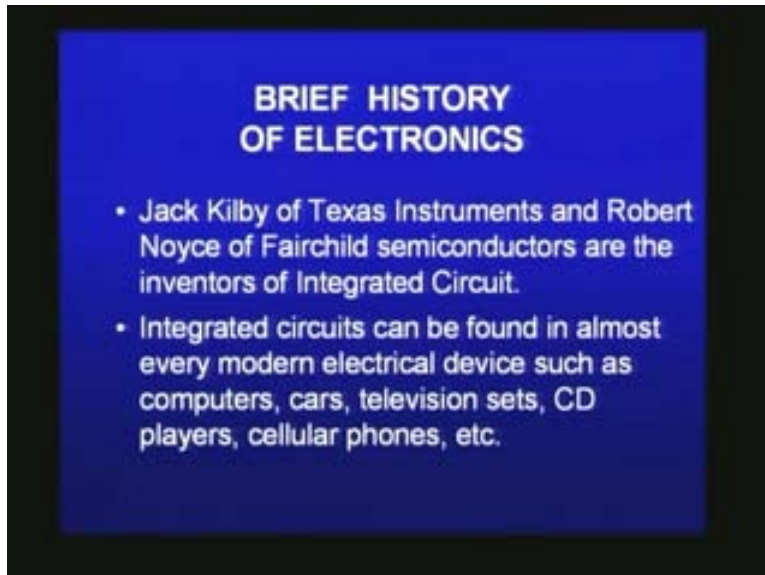 BRIEF HISTORY
OF ELECTRONICS
• Jack Kilby of Texas Instruments and Robert
Noyce of Fairchild semiconductors are the
inventors of Integrated Circuit.
• Integrated circuits can be found in almost
every modern electrical device such as
computers, cars, television sets, CD
players, cellular phones, etc.